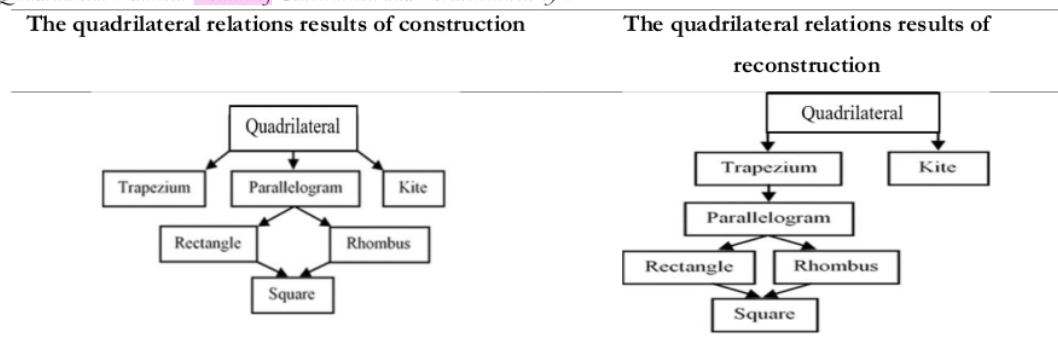 The quadrilateral relations results of construction
The quadrilateral relations results of
reconstruction
Quadrilateral
Trapezium
Parallelogram
Kite
Rectangle
Rhombus
Square
Quadrilateral
Trapezium
Kite
Parallelogram
Rectangle
Rhombus
Square